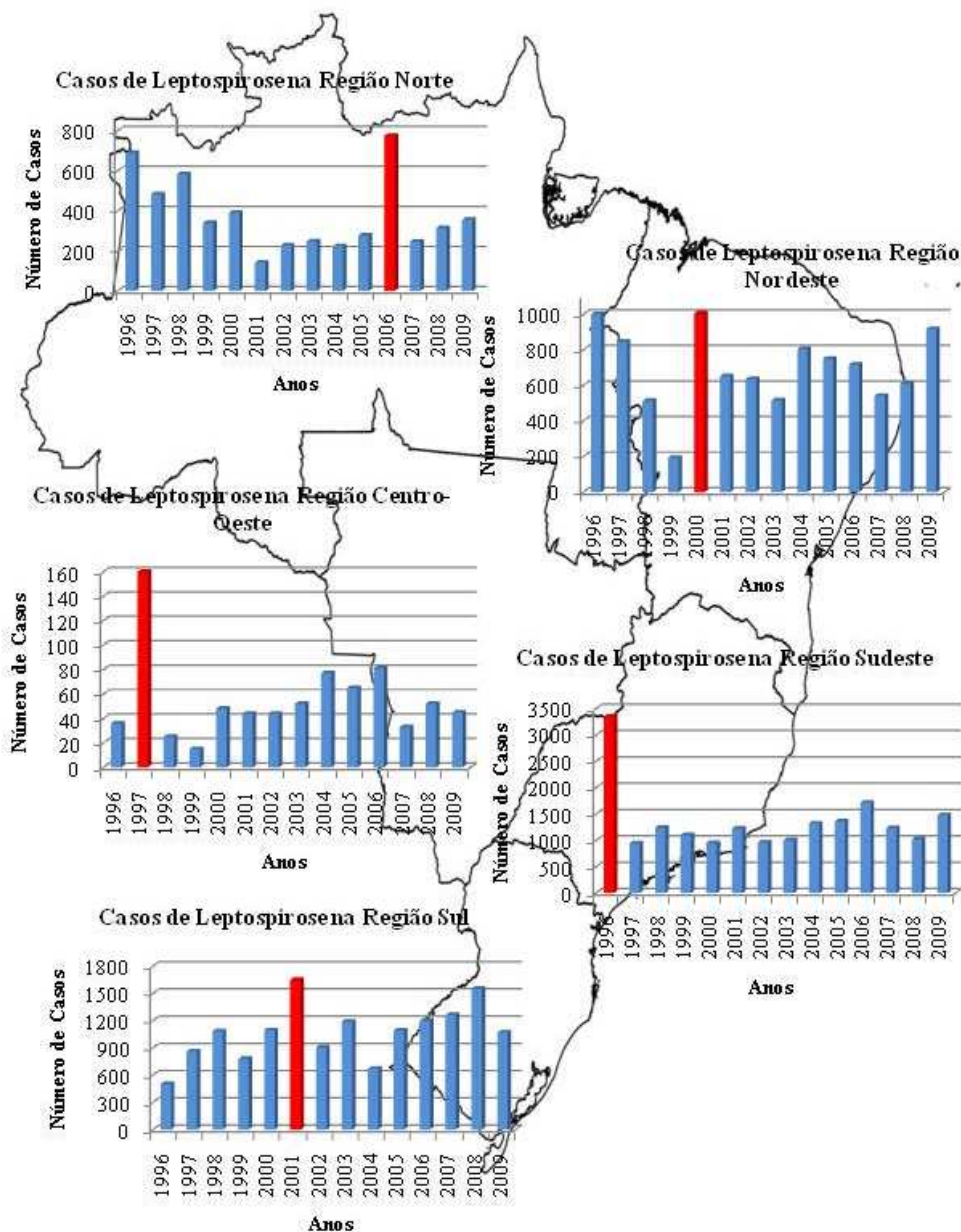 Casos de Leptospirosena Região Norte
Número de Casos
800
600
400
200
0
1996 1997 1998 1999 2000 2001 2002 2003 2004 2005 2006 2007 2008 2009
Anos
Casos de Leptospirosena Região
Nordeste
Número de Casos
1000
800
600
400
200
0
1996 1997 1998 1999 2000 2001 2002 2003 2004 2005 2006 2007 2008 2009
Anos
Casos de Leptospirosena Região Centro-
Oeste
Número de Casos
160
140
120
100
80
60
40
20
0
1996 1997 1998 1999 2000 2001 2002 2003 2004 2005 2006 2007 2008 2009
Anos
Casos de Leptospirosena Região Sudeste
Número de Casos
3500
3000
2500
2000
1500
1000
500
0
1996 1997 1998 1999 2000 2001 2002 2003 2004 2005 2006 2007 2008 2009
Anos
Casos de Leptospirosena Região Sul
Número de Casos
1800
1500
1200
900
600
300
0
1996 1997 1998 1999 2000 2001 2002 2003 2004 2005 2006 2007 2008 2009
Anos